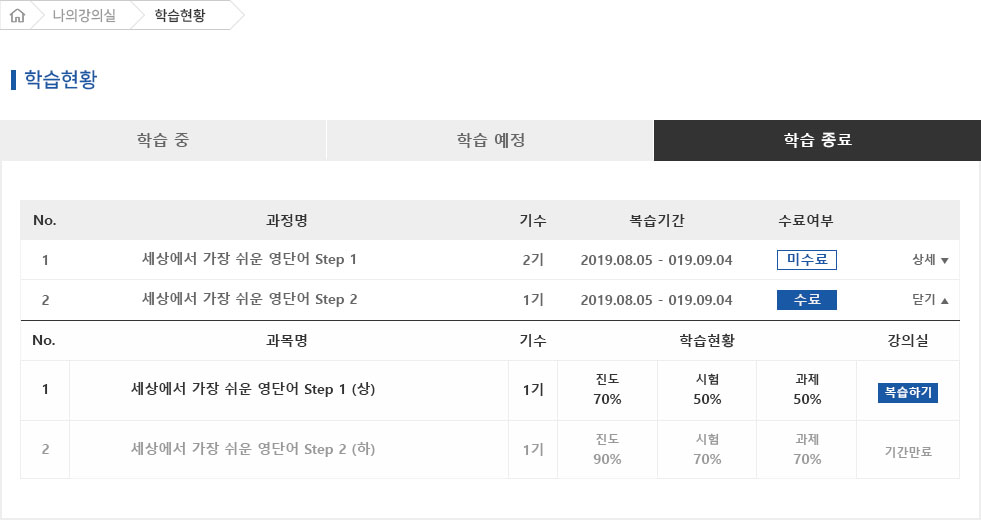 나의강의실 학습현황
학습현황
학습 중 학습 예정 학습 종료
No. 과정명 기수 복습기간 수료여부
1 세상에서 가장 쉬운 영단어 Step 1 2기 2019.08.05 - 019.09.04 미수료 상세 ▼
2 세상에서 가장 쉬운 영단어 Step 2 1기 2019.08.05 - 019.09.04 수료 닫기 ▲
No. 과목명 기수 학습현황 강의실
1 세상에서 가장 쉬운 영단어 Step 1 (상) 1기 진도 70% 시험 50% 과제 50% 복습하기
2 세상에서 가장 쉬운 영단어 Step 2 (하) 1기 진도 90% 시험 70% 과제 70% 기간만료